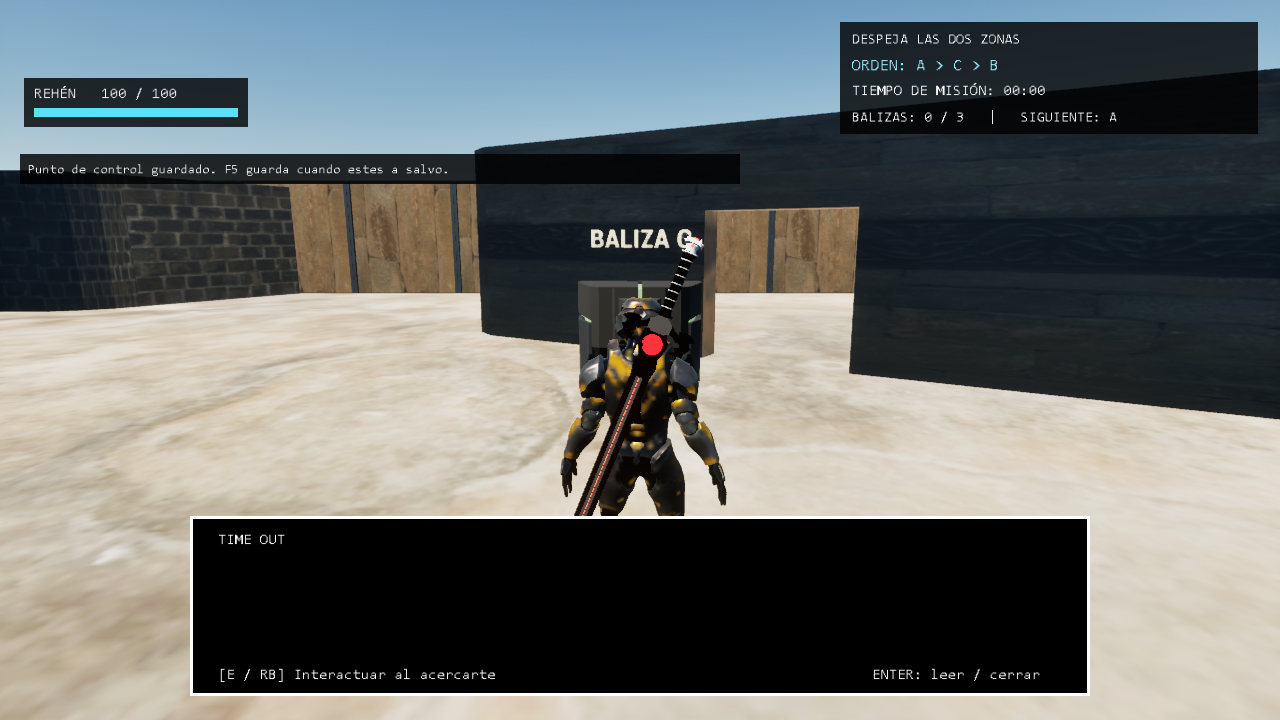 DESPEJA LAS DOS ZONAS
ORDEN: A > C > B
TIEMPO DE MISIÓN: 00:00
BALIZAS: 0 / 3 | SIGUIENTE: A
REHÉN 100 / 100
Punto de control guardado. F5 guarda cuando estes a salvo.
BALIZA
TIME OUT
[E / RB] Interactuar al acercarte
ENTER: leer / cerrar